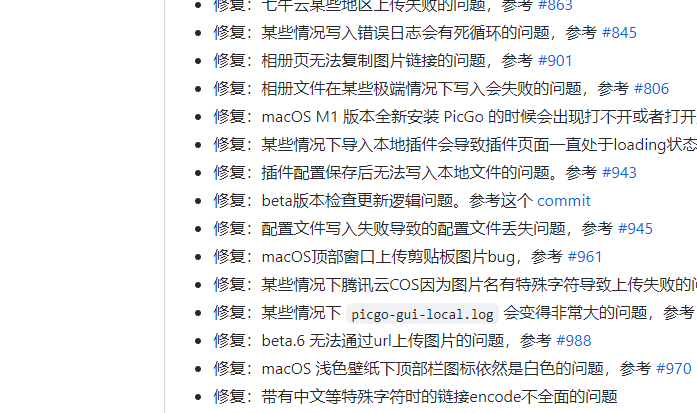 修复：七牛云某些地区上传失败的问题，参考 #863
修复：某些情况写入错误日志会有死循环的问题，参考 #845
修复：相册页无法复制图片链接的问题，参考 #901
修复：相册文件在某些极端情况下写入会失败的问题，参考 #806
修复：macOS M1 版本全新安装 PicGo 的时候会出现打不开或者打开
修复：某些情况下导入本地插件会导致插件页面一直处于loading状态
修复：插件配置保存后无法写入本地文件的问题。参考 #943
修复：beta版本检查更新逻辑问题。参考这个 commit
修复：配置文件写入失败导致的配置文件丢失问题，参考 #945
修复：macOS顶部窗口上传剪贴板图片bug，参考 #961
修复：某些情况下腾讯云COS因为图片名有特殊字符导致上传失败的问
修复：某些情况下 picgo-gui-local.log 会变得非常大的问题，参考
修复：beta.6 无法通过url上传图片的问题，参考 #988
修复：macOS 浅色壁纸下顶部栏图标依然是白色的问题，参考 #970
修复：带有中文等特殊字符时的链接encode不全面的问题